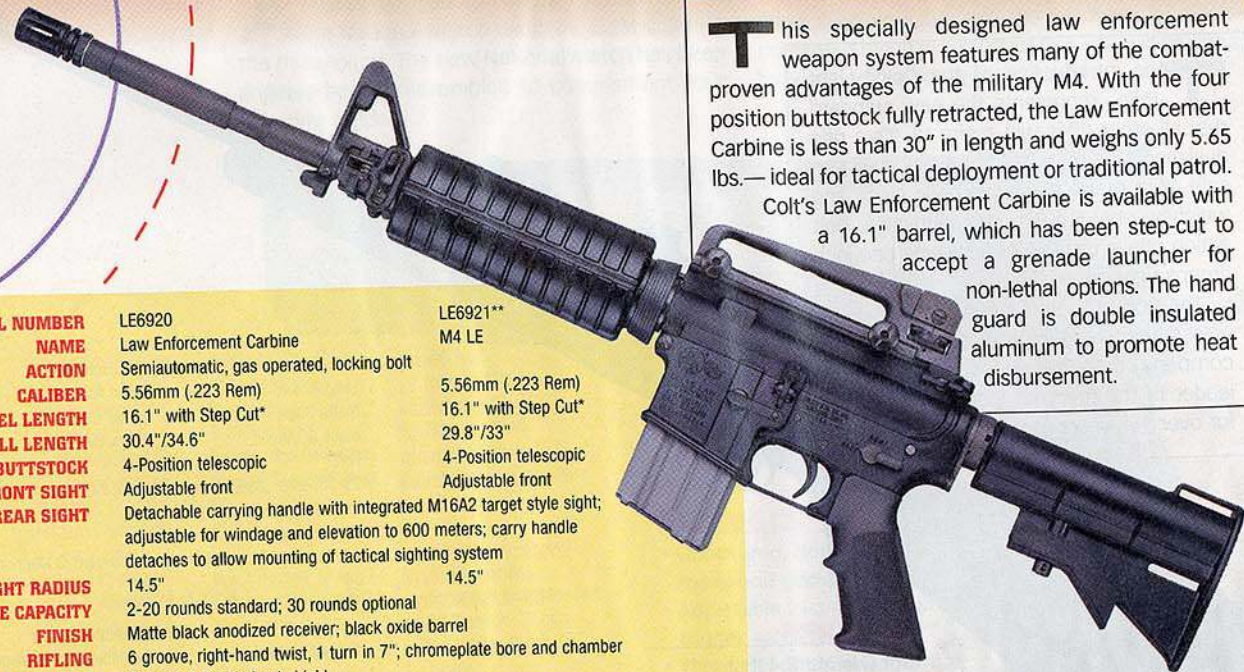 This specially designed law enforcement
weapon system features many of the combat-
proven advantages of the military M4. With the four
position buttstock fully retracted, the Law Enforcement
Carbine is less than 30" in length and weighs only 5.65
lbs.— ideal for tactical deployment or traditional patrol.
Colt's Law Enforcement Carbine is available with
a 16.1" barrel, which has been step-cut to
accept a grenade launcher for
non-lethal options. The hand
guard is double insulated
aluminum to promote heat
disbursement.
L NUMBER LE6920 LE6921**
NAME Law Enforcement Carbine M4 LE
ACTION Semiautomatic, gas operated, locking bolt
CALIBER 5.56mm (.223 Rem) 5.56mm (.223 Rem)
EL LENGTH 16.1" with Step Cut* 16.1" with Step Cut*
LL LENGTH 30.4"/34.6" 29.8"/33"
BUTTSTOCK 4-Position telescopic 4-Position telescopic
RONT SIGHT Adjustable front Adjustable front
REAR SIGHT Detachable carrying handle with integrated M16A2 target style sight;
adjustable for windage and elevation to 600 meters; carry handle
detaches to allow mounting of tactical sighting system
GHT RADIUS 14.5" 14.5"
E CAPACITY 2-20 rounds standard; 30 rounds optional
FINISH Matte black anodized receiver; black oxide barrel
RIFLING 6 groove, right-hand twist, 1 turn in 7"; chromeplate bore and chamber